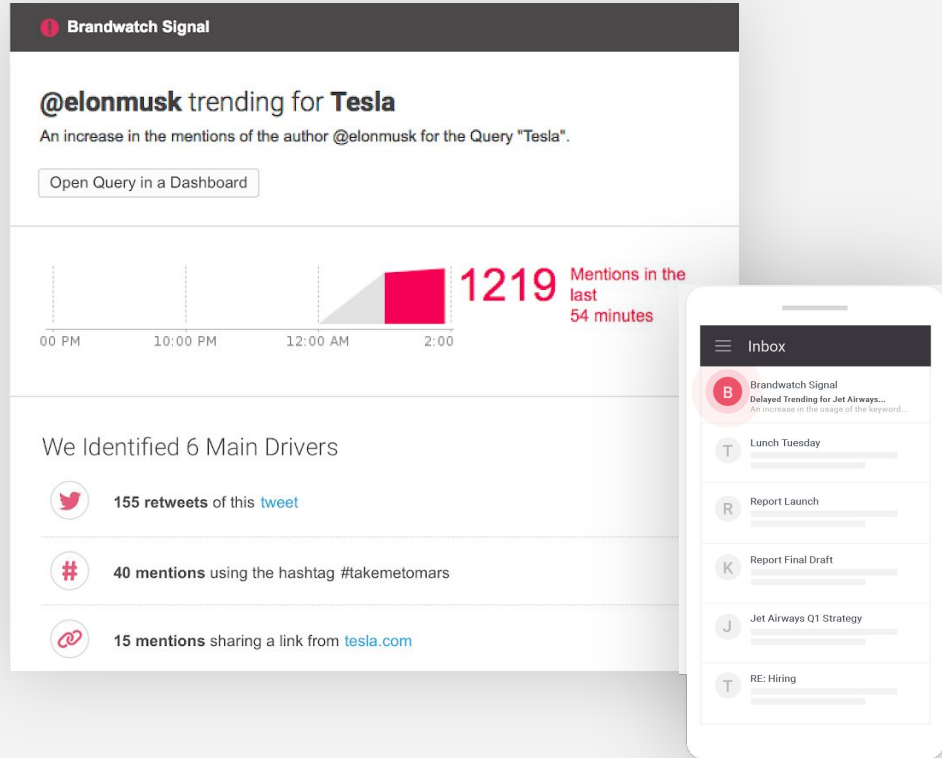 Brandwatch Signal
@elonmusk trending for Tesla
An increase in the mentions of the author @elonmusk for the Query "Tesla".
Open Query in a Dashboard
1219
Mentions in the
last
54 minutes
00 PM 10:00 PM 12:00 AM 2:00
We Identified 6 Main Drivers
155 retweets of this tweet
#
40 mentions using the hashtag #takemetomars
15 mentions sharing a link from tesla.com
Inbox
B
Brandwatch Signal
Delayed Trending for Jet Airways...
An increase in the usage of the keyword...
T
Lunch Tuesday
R
Report Launch
K
Report Final Draft
J
Jet Airways Q1 Strategy
T
RE: Hiring